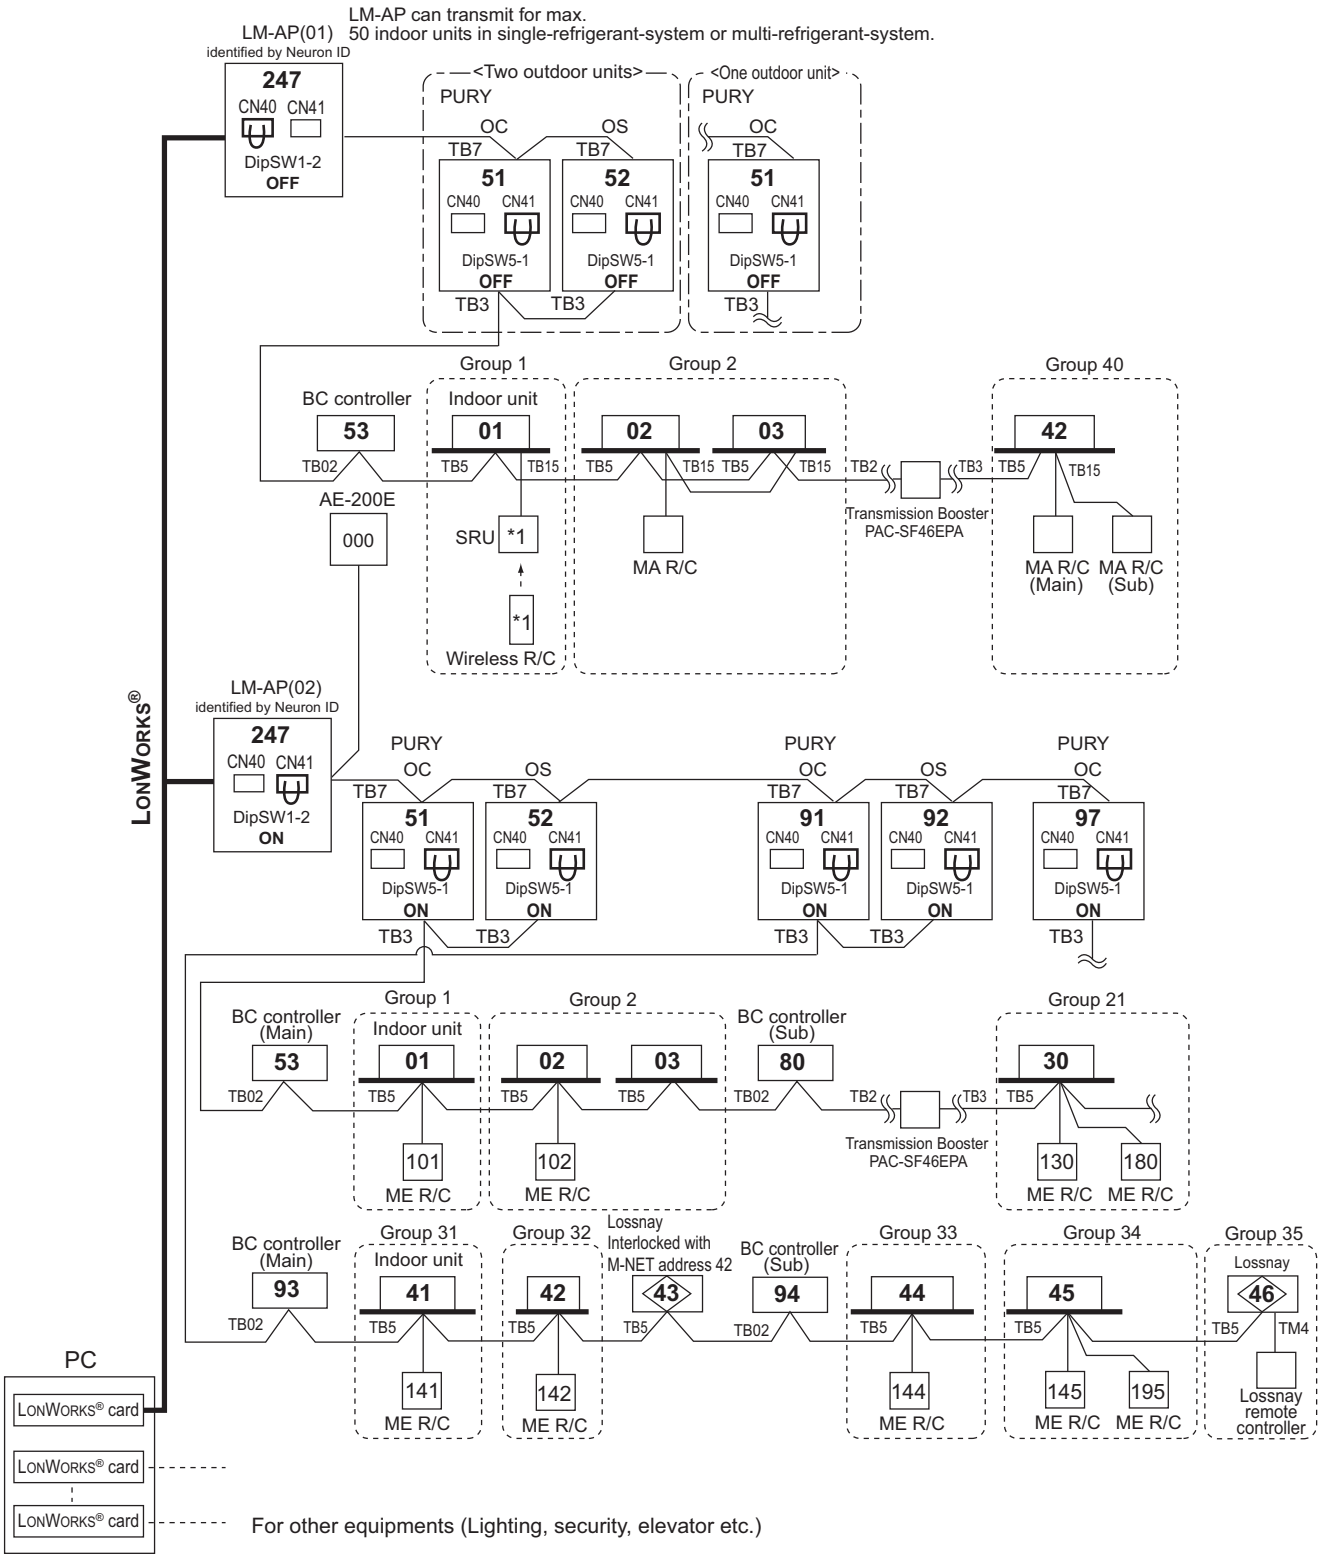 LM-AP can transmit for max.
50 indoor units in single-refrigerant-system or multi-refrigerant-system.
LM-AP(01)
identified by Neuron ID
247
CN40 CN41
DipSW1-2
OFF
<Two outdoor units>
<One outdoor unit>
PURY
PURY
OC
OS
OC
TB7
TB7
TB7
51
52
51
CN40 CN41
CN40 CN41
CN40 CN41
DipSW5-1
DipSW5-1
DipSW5-1
OFF
OFF
OFF
TB3
TB3
TB3
Group 1
Group 2
Group 40
BC controller
Indoor unit
53
01
02
03
42
TB02
TB5
TB15
TB5
TB15
TB5
TB15
TB2
TB3
TB5
TB15
AE-200E
000
SRU *1
MA R/C
Transmission Booster
PAC-SF46EPA
MA R/C
(Main)
MA R/C
(Sub)
*1
Wireless R/C
LONWORKS®
LM-AP(02)
identified by Neuron ID
247
CN40 CN41
DipSW1-2
ON
PURY
PURY
PURY
OC
OS
OC
OS
OC
TB7
TB7
TB7
TB7
TB7
51
52
91
92
97
CN40 CN41
CN40 CN41
CN40 CN41
CN40 CN41
CN40 CN41
DipSW5-1
DipSW5-1
DipSW5-1
DipSW5-1
DipSW5-1
ON
ON
ON
ON
ON
TB3
TB3
TB3
TB3
TB3
Group 1
Group 2
Group 21
BC controller
(Main)
Indoor unit
BC controller
(Sub)
53
01
02
03
80
30
TB02
TB5
TB5
TB5
TB02
TB2
TB3
TB5
Transmission Booster
PAC-SF46EPA
101
102
130
180
ME R/C
ME R/C
ME R/C
ME R/C
Group 31
Group 32
Lossnay
Interlocked with
M-NET address 42
Group 33
Group 34
Group 35
BC controller
(Main)
Indoor unit
BC controller
(Sub)
Lossnay
93
41
42
43
94
44
45
46
TB02
TB5
TB5
TB5
TB02
TB5
TB5
TB5
TM4
141
142
144
145
195
ME R/C
ME R/C
ME R/C
ME R/C
ME R/C
Lossnay
remote
controller
PC
LONWORKS® card
LONWORKS® card
LONWORKS® card
For other equipments (Lighting, security, elevator etc.)